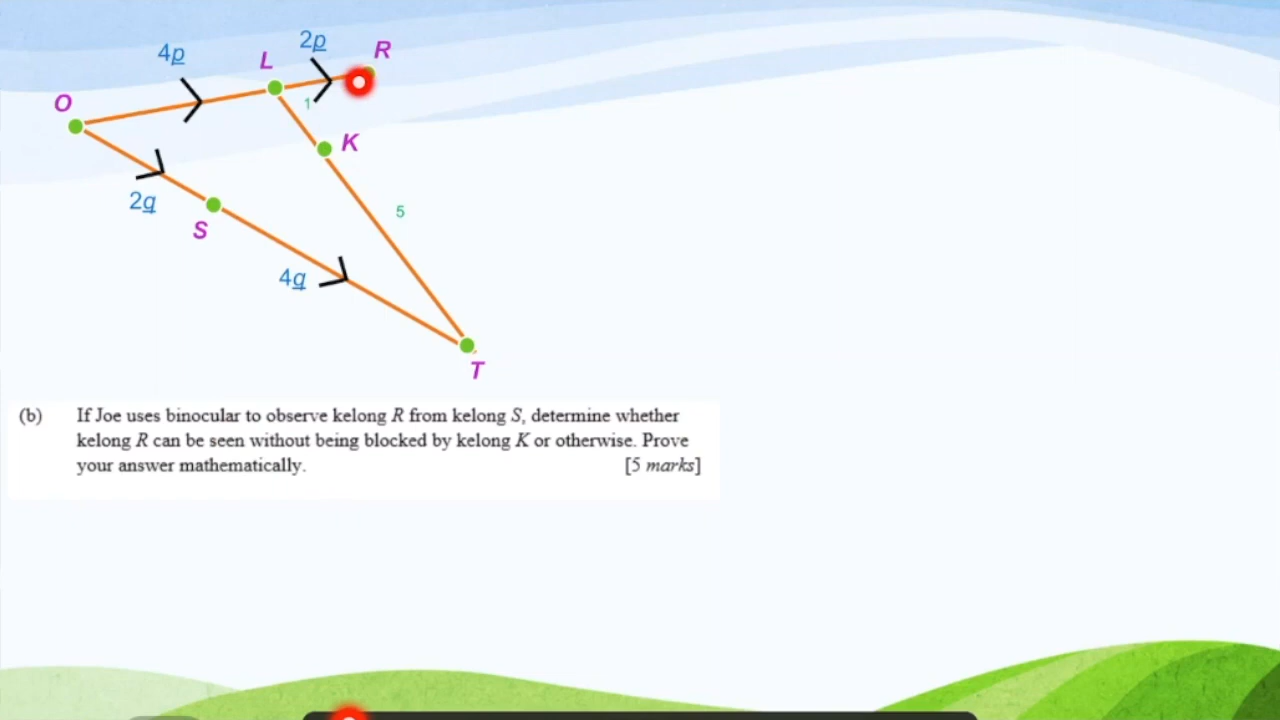 4p
2p
L
R
O
1
K
2q
S
5
4q
T
(b) If Joe uses binocular to observe kelong R from kelong S, determine whether
kelong R can be seen without being blocked by kelong K or otherwise. Prove
your answer mathematically. [5 marks]